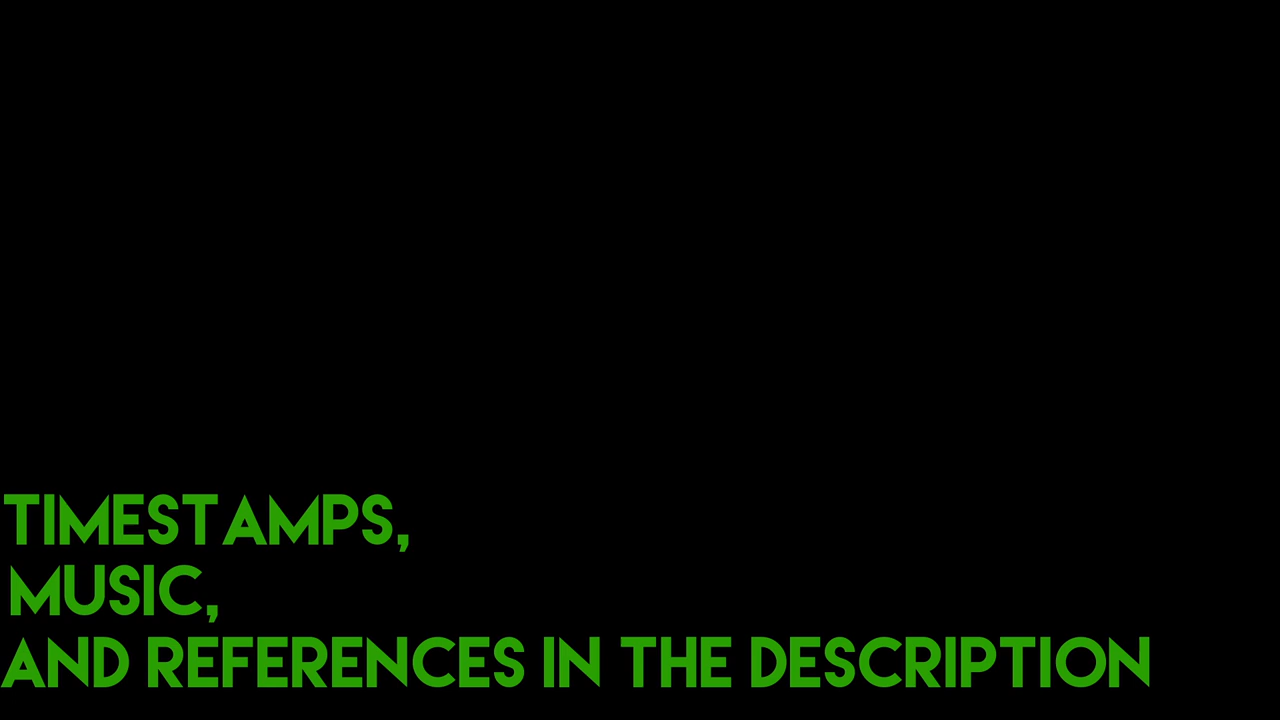 TIMESTAMPS,
MUSIC,
AND REFERENCES IN THE DESCRIPTION